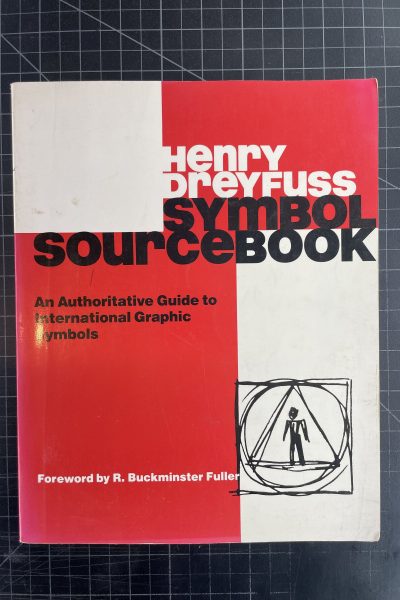 Henry
Dreyfuss
Symbol
Sourcebook
An Authoritative Guide to
International Graphic
Symbols
Foreword by R. Buckminster Fuller